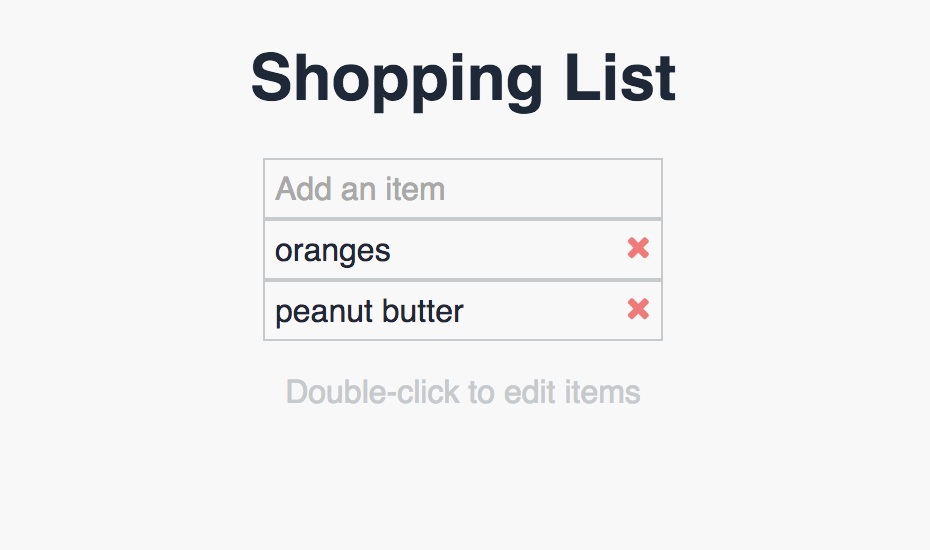 Shopping List
Add an item
oranges
peanut butter
Double-click to edit items